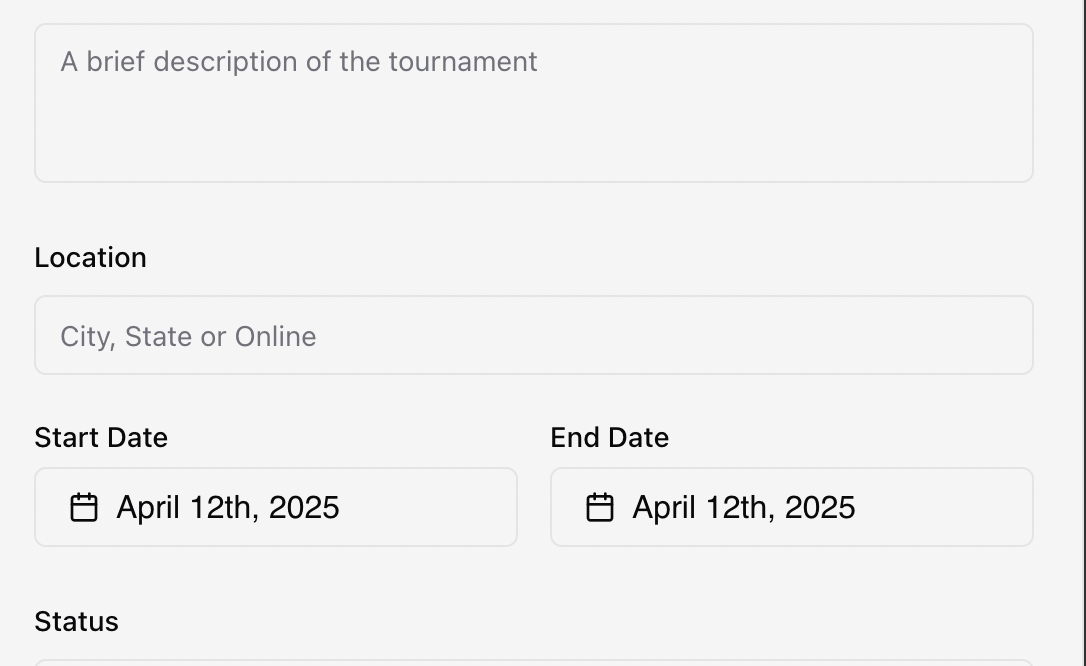 A brief description of the tournament
Location
City, State or Online
Start Date
End Date
April 12th, 2025
April 12th, 2025
Status